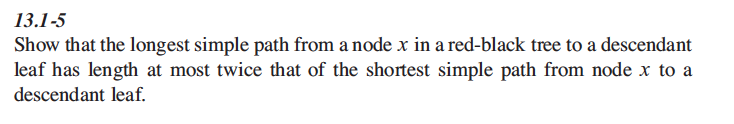 13.1-5
Show that the longest simple path from a node x in a red-black tree to a descendant
leaf has length at most twice that of the shortest simple path from node x to a
descendant leaf.